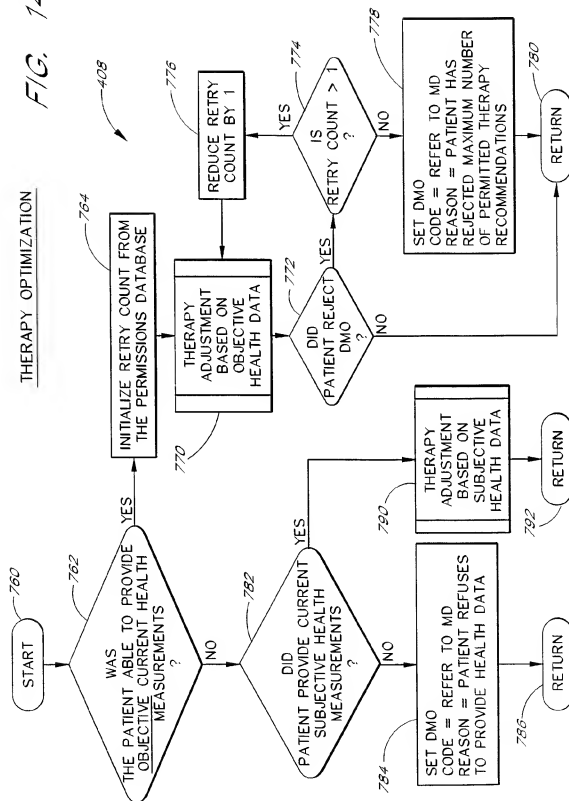 THERAPY OPTIMIZATION
FIG. 14
408
START
760
WAS
THE PATIENT ABLE TO PROVIDE
OBJECTIVE CURRENT HEALTH
MEASUREMENTS
?
762
YES
NO
INITIALIZE RETRY COUNT FROM
THE PERMISSIONS DATABASE
764
THERAPY
ADJUSTMENT
BASED ON
OBJECTIVE
HEALTH DATA
770
REDUCE RETRY
COUNT BY 1
776
DID
PATIENT REJECT
DMO
?
772
YES
NO
IS
RETRY COUNT > 1
?
774
YES
NO
SET DMO
CODE = REFER TO MD
REASON = PATIENT HAS
REJECTED MAXIMUM NUMBER
OF PERMITTED THERAPY
RECOMMENDATIONS
778
RETURN
780
DID
PATIENT PROVIDE CURRENT
SUBJECTIVE HEALTH
MEASUREMENTS
?
782
YES
NO
THERAPY
ADJUSTMENT
BASED ON
SUBJECTIVE
HEALTH DATA
790
RETURN
792
SET DMO
CODE = REFER TO MD
REASON = PATIENT REFUSES
TO PROVIDE HEALTH DATA
784
RETURN
786